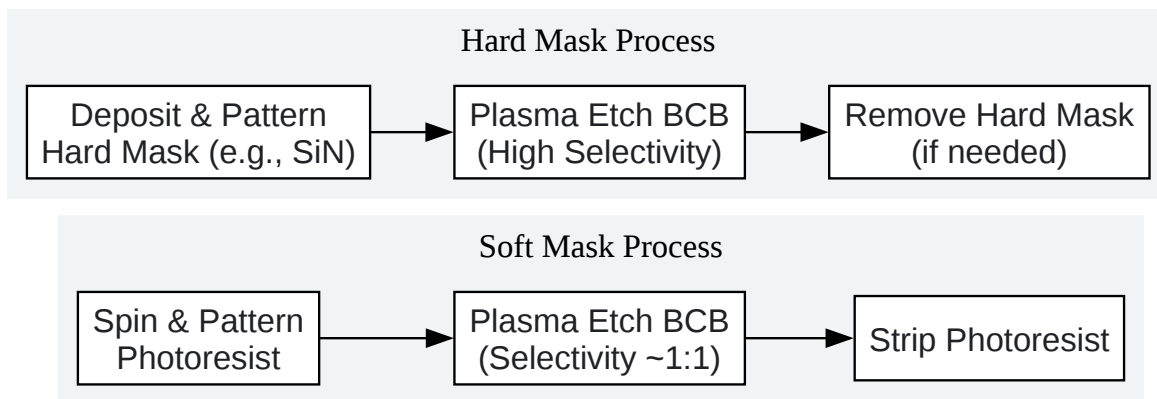 Hard Mask Process
Deposit & Pattern
Hard Mask (e.g., SiN)
Plasma Etch BCB
(High Selectivity)
Remove Hard Mask
(if needed)
Soft Mask Process
Spin & Pattern
Photoresist
Plasma Etch BCB
(Selectivity ~1:1)
Strip Photoresist